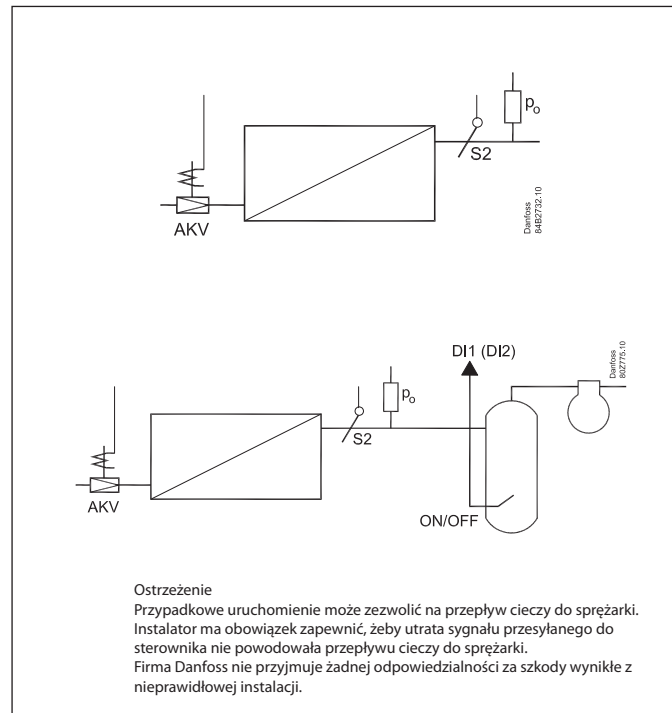 p₀
S2
AKV
Danfoss
84B2732.10
DI1 (DI2)
Danfoss
80Z775.10
p₀
S2
AKV
ON/OFF
Ostrzeżenie
Przypadkowe uruchomienie może zezwolić na przepływ cieczy do sprężarki.
Instalator ma obowiązek zapewnić, żeby utrata sygnału przesyłanego do
sterownika nie powodowała przepływu cieczy do sprężarki.
Firma Danfoss nie przyjmuje żadnej odpowiedzialności za szkody wynikłe z
nieprawidłowej instalacji.